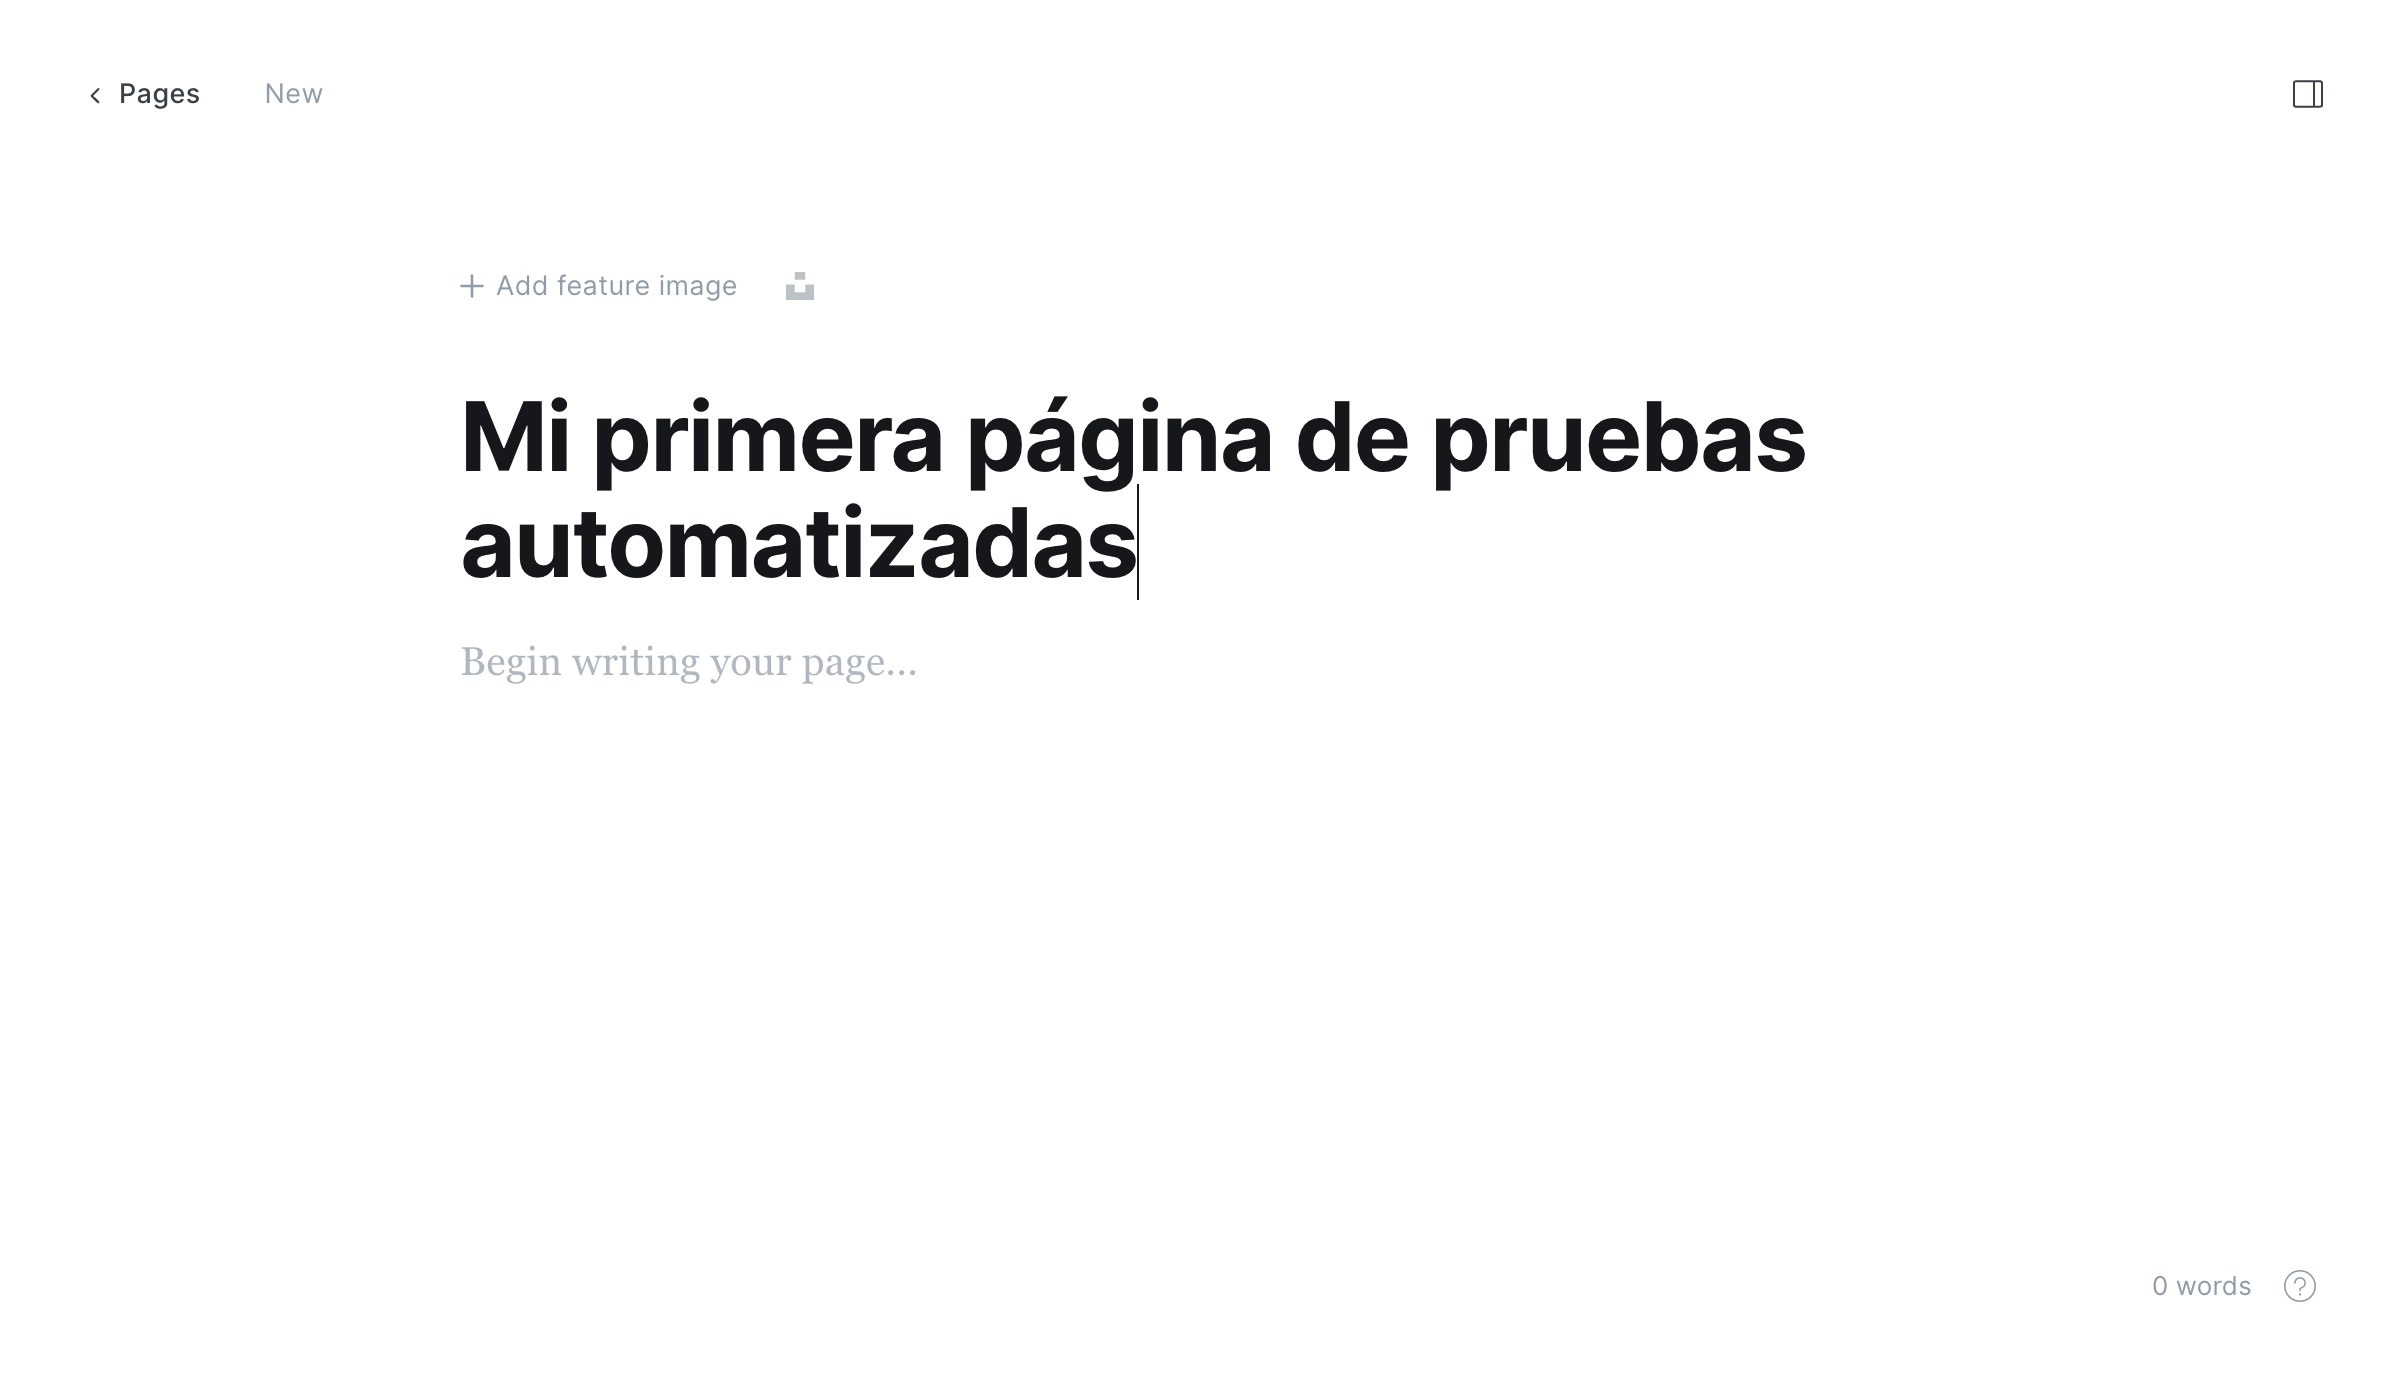 Pages New
+ Add feature image
Mi primera página de pruebas
automatizadas
Begin writing your page...
0 words ?